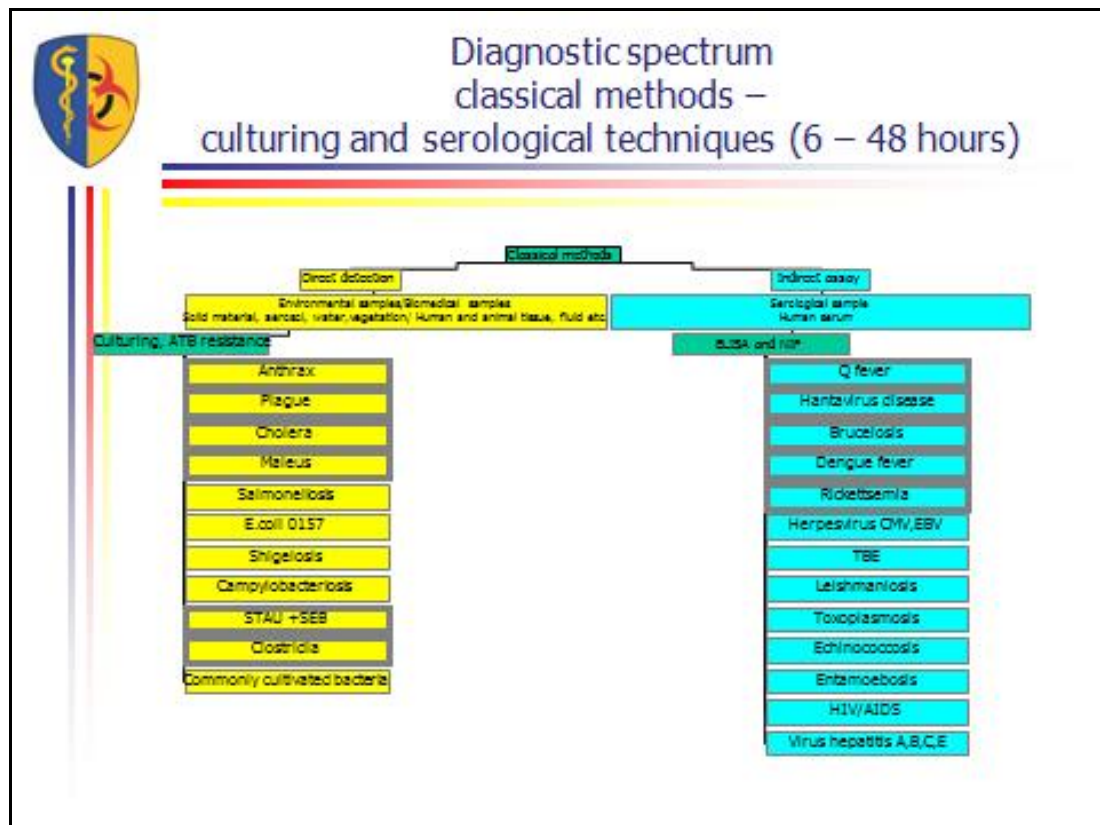 Diagnostic spectrum
classical methods –
culturing and serological techniques (6 – 48 hours)
Classical methods
Direct detection
Indirect assay
Environmental samples/Biomedical samples
Solid material, aerosol, water,vegetation/ Human and animal tissue, fluid etc.
Serological sample
Human serum
Culturing, ATB resistance
ELISA and NIF
Anthrax
Plague
Cholera
Maleus
Salmonellosis
E.coli 0157
Shigelosis
Campylobacteriosis
STAU +SEB
Clostridia
Commonly cultivated bacteria
Q fever
Hantavirus disease
Brucelosis
Dengue fever
Rickettsemia
Herpesvirus CMV,EBV
TBE
Leishmaniosis
Toxoplasmosis
Echinococcosis
Entamoebosis
HIV/AIDS
Virus hepatitis A,B,C,E